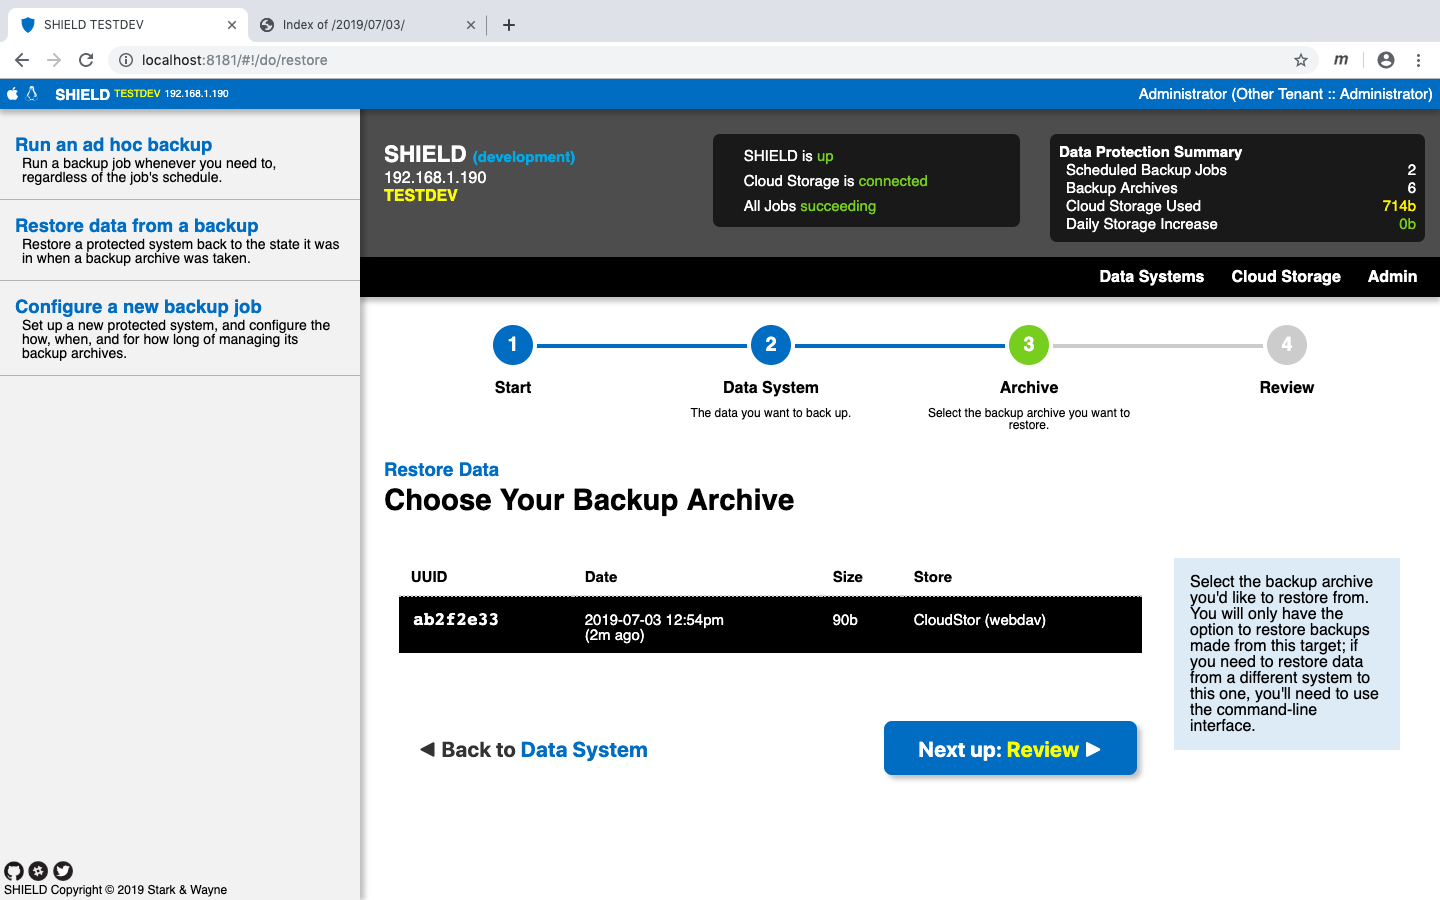 SHIELD TESTDEV
Index of /2019/07/03/
localhost:8181/#!/do/restore
m
SHIELD TESTDEV 192.168.1.190
Administrator (Other Tenant :: Administrator)
Run an ad hoc backup
Run a backup job whenever you need to,
regardless of the job's schedule.
Restore data from a backup
Restore a protected system back to the state it was
in when a backup archive was taken.
Configure a new backup job
Set up a new protected system, and configure the
how, when, and for how long of managing its
backup archives.
SHIELD (development)
192.168.1.190
TESTDEV
SHIELD is up
Cloud Storage is connected
All Jobs succeeding
Data Protection Summary
Scheduled Backup Jobs 2
Backup Archives 6
Cloud Storage Used 714b
Daily Storage Increase 0b
Data Systems Cloud Storage Admin
1 2 3 4
Start Data System Archive Review
The data you want to back up.
Select the backup archive you want to
restore.
Restore Data
Choose Your Backup Archive
UUID Date Size Store
ab2f2e33 2019-07-03 12:54pm 90b CloudStor (webdav)
(2m ago)
Select the backup archive
you'd like to restore from.
You will only have the
option to restore backups
made from this target; if
you need to restore data
from a different system to
this one, you'll need to use
the command-line
interface.
Back to Data System
Next up: Review
SHIELD Copyright © 2019 Stark & Wayne